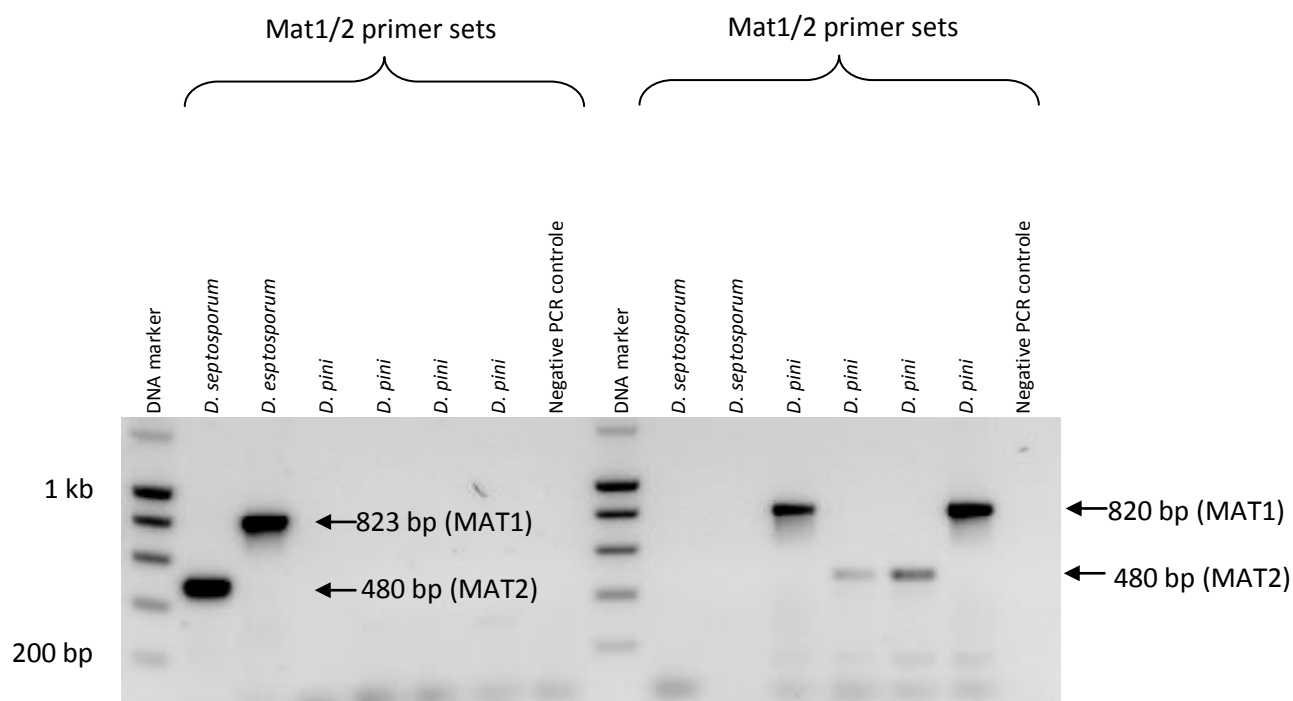 Mat1/2 primer sets
Mat1/2 primer sets
DNA marker
D. septosporum
D. esptosporum
D. pini
D. pini
D. pini
D. pini
Negative PCR controle
DNA marker
D. septosporum
D. septosporum
D. pini
D. pini
D. pini
D. pini
Negative PCR controle
1 kb
200 bp
823 bp (MAT1)
480 bp (MAT2)
820 bp (MAT1)
480 bp (MAT2)